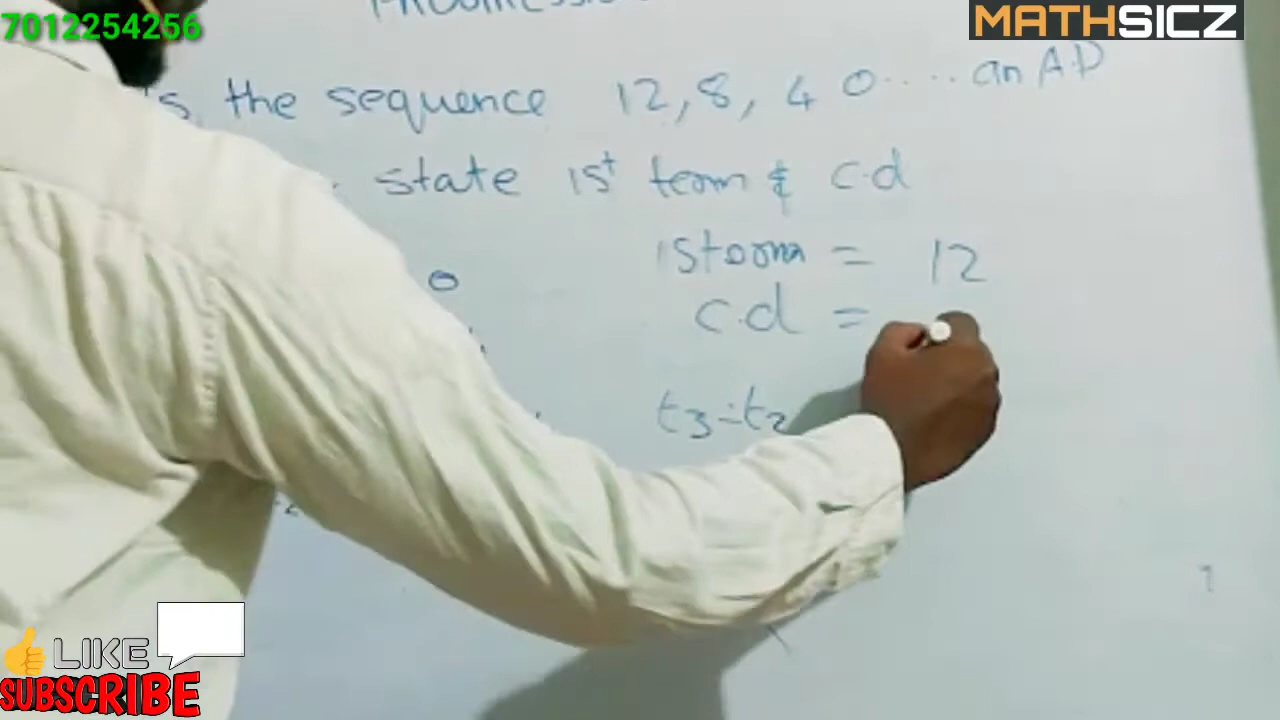 7012254256
MATHSICZ
the sequence 12, 8, 4 0 ..... an A.P
state 1st term & c.d
1st term = 12
0
c.d =
t3 - t2
LIKE
SUBSCRIBE